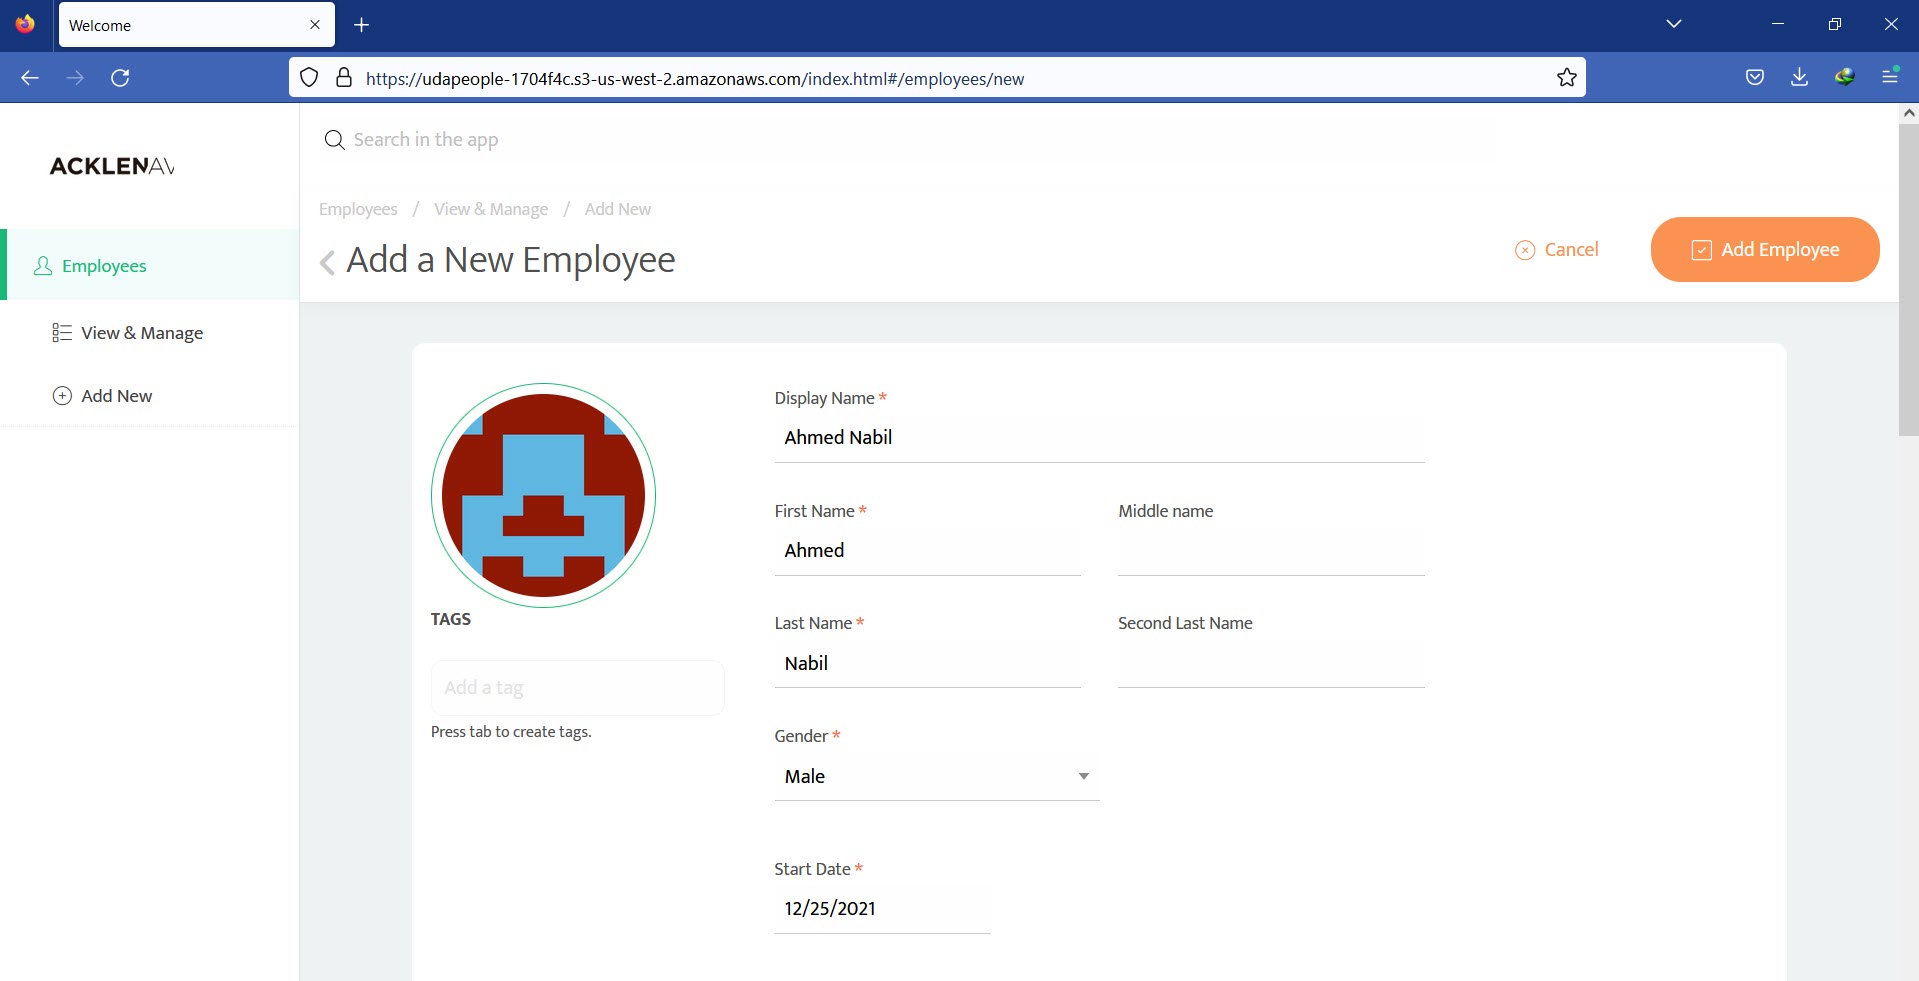 Welcome
https://udapeople-1704f4c.s3-us-west-2.amazonaws.com/index.html#/employees/new
ACKLENAV
Search in the app
Employees / View & Manage / Add New
Add a New Employee
Cancel
Add Employee
Employees
View & Manage
Add New
Display Name *
Ahmed Nabil
First Name *
Ahmed
Middle name
Last Name *
Nabil
Second Last Name
TAGS
Add a tag
Press tab to create tags.
Gender *
Male
Start Date *
12/25/2021